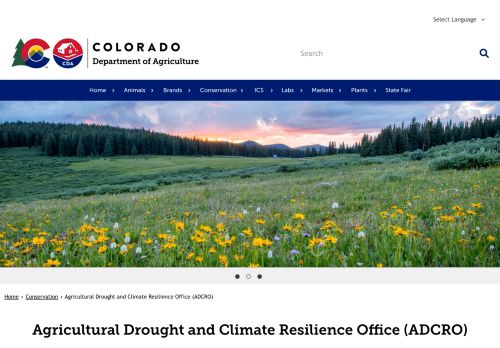 Select Language
COLORADO
Department of Agriculture
CDA
Search
Home › Animals › Brands › Conservation › ICS › Labs › Markets › Plants › State Fair
Home › Conservation › Agricultural Drought and Climate Resilience Office (ADCRO)
Agricultural Drought and Climate Resilience Office (ADCRO)